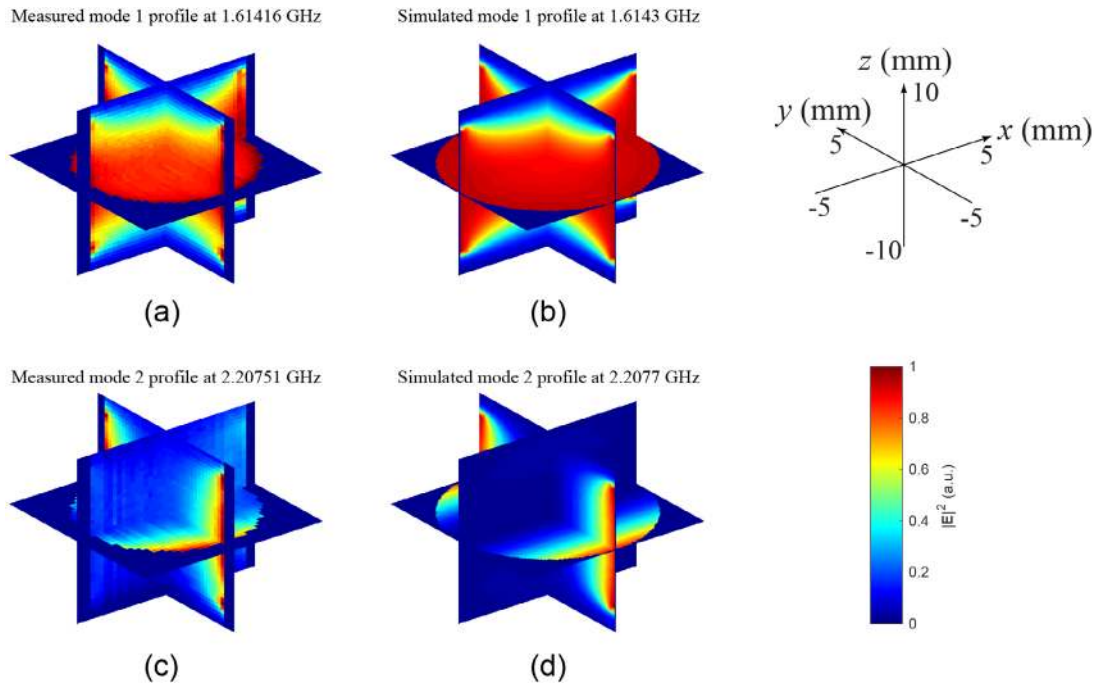 Measured mode 1 profile at 1.61416 GHz
Simulated mode 1 profile at 1.6143 GHz
z (mm)
10
y (mm)
5
x (mm)
5
-5
-5
-10
(a)
(b)
Measured mode 2 profile at 2.20751 GHz
Simulated mode 2 profile at 2.2077 GHz
1
0.8
0.6
0.4
0.2
0
|E|² (a.u.)
(c)
(d)